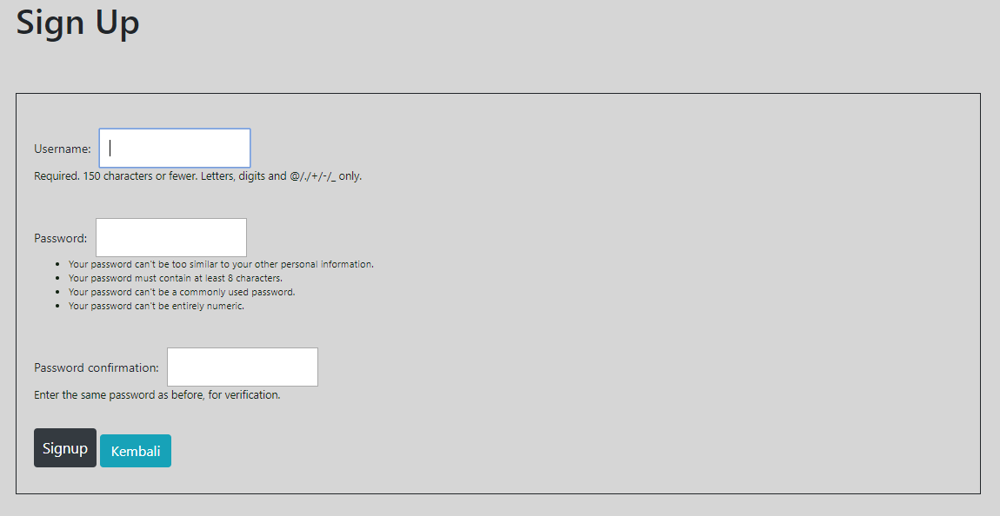 Sign Up
Username:
Required. 150 characters or fewer. Letters, digits and @/./+/-/_ only.
Password:
Your password can't be too similar to your other personal information.
Your password must contain at least 8 characters.
Your password can't be a commonly used password.
Your password can't be entirely numeric.
Password confirmation:
Enter the same password as before, for verification.
Signup Kembali